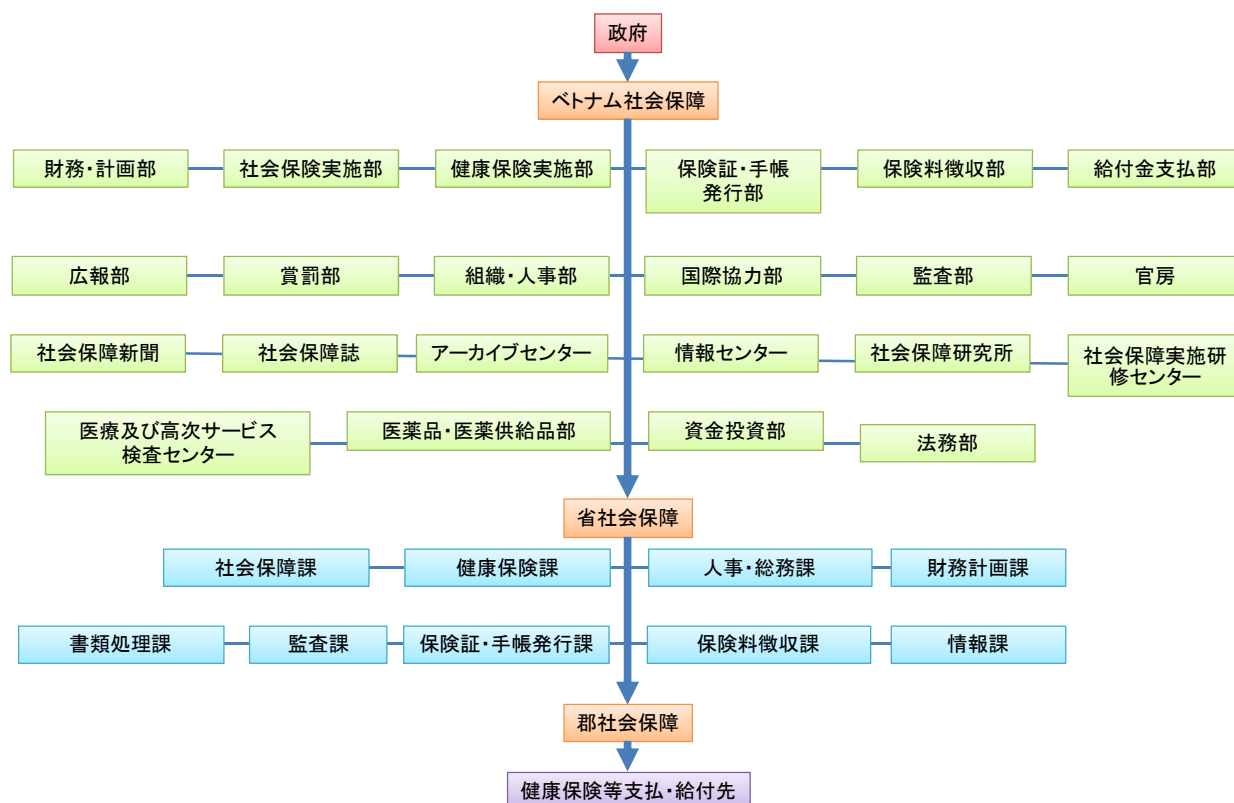 政府
ベトナム社会保障
財務・計画部
社会保険実施部
健康保険実施部
保険証・手帳
発行部
保険料徴収部
給付金支払部
広報部
賞罰部
組織・人事部
国際協力部
監査部
官房
社会保障新聞
社会保障誌
アーカイブセンター
情報センター
社会保障研究所
社会保障実施研
修センター
医療及び高次サービス
検査センター
医薬品・医薬供給品部
資金投資部
法務部
省社会保障
社会保障課
健康保険課
人事・総務課
財務計画課
書類処理課
監査課
保険証・手帳発行課
保険料徴収課
情報課
郡社会保障
健康保険等支払・給付先